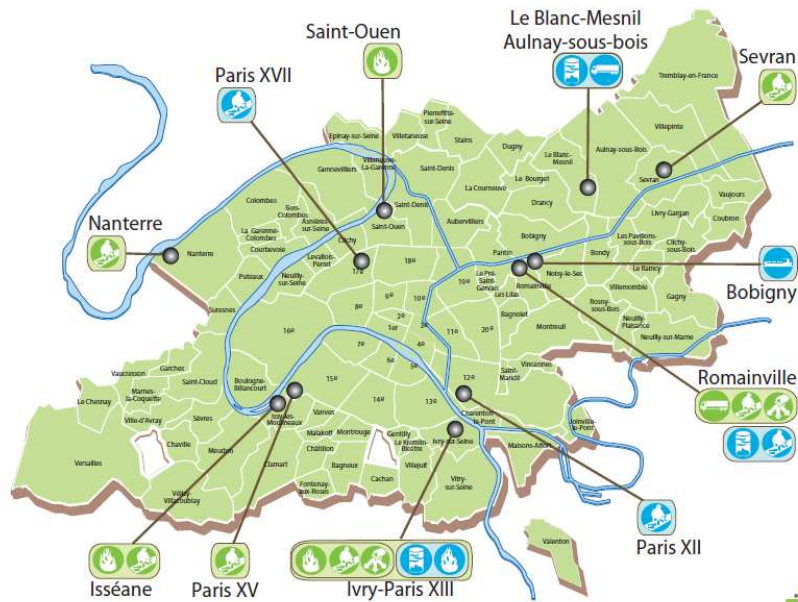 Saint-Ouen
Le Blanc-Mesnil
Aulnay-sous-bois
Sevran
Paris XVII
Nanterre
Bobigny
Romainville
Paris XII
Isséane
Paris XV
Ivry-Paris XIII
Tremblay-en-France
Pierrefitte-
sur-Seine
Epinay-sur-Seine
Villetaneuse
Stains
Dugny
Villepinte
Villeneuve-
La-Garenne
Gennevilliers
Saint-Denis
Le Blanc-
Mesnil
Aulnay-sous-Bois
Le Bourget
La Courneuve
Sevran
Drancy
Vaujours
Colombes
Bois-
Colombes
Asnières-
sur-Seine
Saint-Denis
Saint-Ouen
Aubervilliers
Livry-Gargan
Coubron
La Garenne-
Colombes
Courbevoie
Clichy
Bobigny
Les Pavillons-
sous-Bois
Clichy-
sous-Bois
Nanterre
Levallois-
Perret
17e
18e
Pantin
Bondy
Le Raincy
Puteaux
Neuilly-
sur-Seine
19e
Le Pré-
Saint-
Gervais
Les Lilas
Romainville
Noisy-le-Sec
Villemomble
Gagny
Suresnes
8e
9e
10e
2e
1er
3e
11e
20e
Bagnolet
Montreuil
Rosny-
sous-Bois
Neuilly-
Plaisance
Neuilly-sur-Marne
16e
7e
6e
5e
4e
Saint-
Mandé
Vincennes
Vaucresson
Garches
Saint-Cloud
Marnes-
la-Coquette
Boulogne-
Billancourt
15e
14e
13e
12e
Le Chesnay
Ville-d'Avray
Sèvres
Issy-les-
Moulineaux
Vanves
Malakoff
Montrouge
Gentilly
Le Kremlin-
Bicêtre
Ivry-sur-Seine
Charenton-
le-Pont
Maisons-Alfort
Joinville-
le-Pont
Versailles
Chaville
Meudon
Clamart
Châtillon
Bagneux
Cachan
Villejuif
Vitry-
sur-Seine
Vélizy-
Villacoublay
Fontenay-
aux-Roses
Valenton